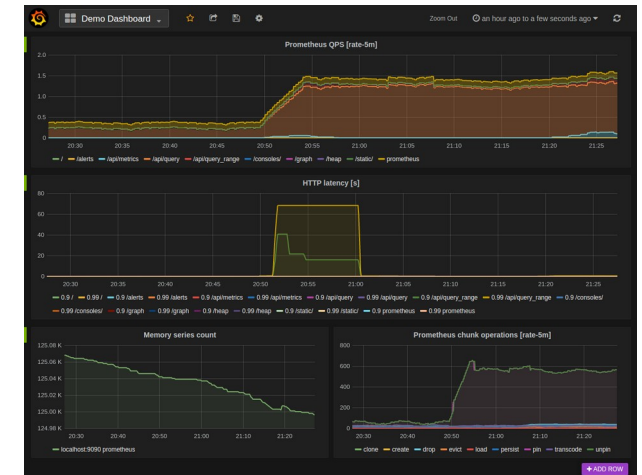 Demo Dashboard
Zoom Out an hour ago to a few seconds ago
Prometheus QPS [rate-5m]
2.0
1.5
1.0
0.5
0
20:30 20:35 20:40 20:45 20:50 20:55 21:00 21:05 21:10 21:15 21:20 21:25
/ /alerts /api/metrics /api/query /api/query_range /consoles/ /graph /heap /static/ prometheus
HTTP latency [s]
80
60
40
20
0
20:30 20:35 20:40 20:45 20:50 20:55 21:00 21:05 21:10 21:15 21:20 21:25
0.9 / 0.99 / 0.9 /alerts 0.99 /alerts 0.9 /api/metrics 0.99 /api/metrics 0.9 /api/query 0.99 /api/query 0.9 /api/query_range 0.99 /api/query_range 0.9 /consoles/
0.99 /consoles/ 0.9 /graph 0.99 /graph 0.9 /heap 0.99 /heap 0.9 /static/ 0.99 /static/ 0.9 prometheus 0.99 prometheus
Memory series count
125.08 K
125.06 K
125.04 K
125.02 K
125.00 K
124.98 K
20:30 20:40 20:50 21:00 21:10 21:20
localhost:9090 prometheus
Prometheus chunk operations [rate-5m]
800
600
400
200
0
20:30 20:40 20:50 21:00 21:10 21:20
clone create drop evict load persist pin transcode unpin
+ ADD ROW